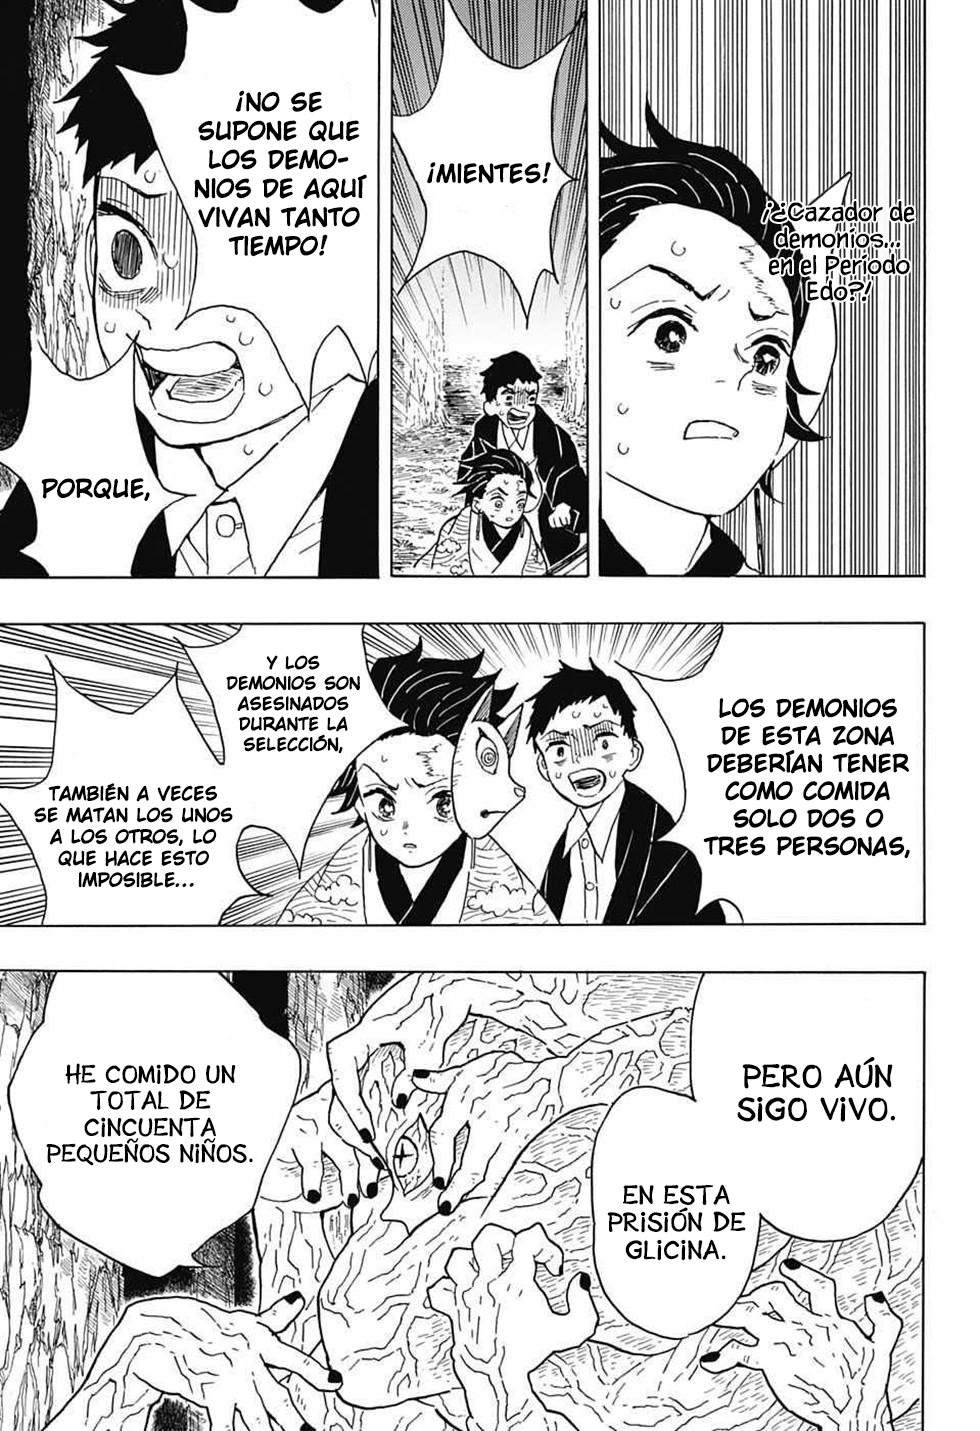 ¡¿Cazador de
demonios...
en el Período
Edo?!
¡MIENTES!
¡NO SE
SUPONE QUE
LOS DEMO-
NIOS DE AQUÍ
VIVAN TANTO
TIEMPO!
PORQUE,
LOS DEMONIOS
DE ESTA ZONA
DEBERÍAN TENER
COMO COMIDA
SOLO DOS O
TRES PERSONAS,
Y LOS
DEMONIOS SON
ASESINADOS
DURANTE LA
SELECCIÓN,
TAMBIÉN A VECES
SE MATAN LOS UNOS
A LOS OTROS, LO
QUE HACE ESTO
IMPOSIBLE...
PERO AÚN
SIGO VIVO.
EN ESTA
PRISIÓN DE
GLICINA.
HE COMIDO UN
TOTAL DE
CINCUENTA
PEQUEÑOS NIÑOS.